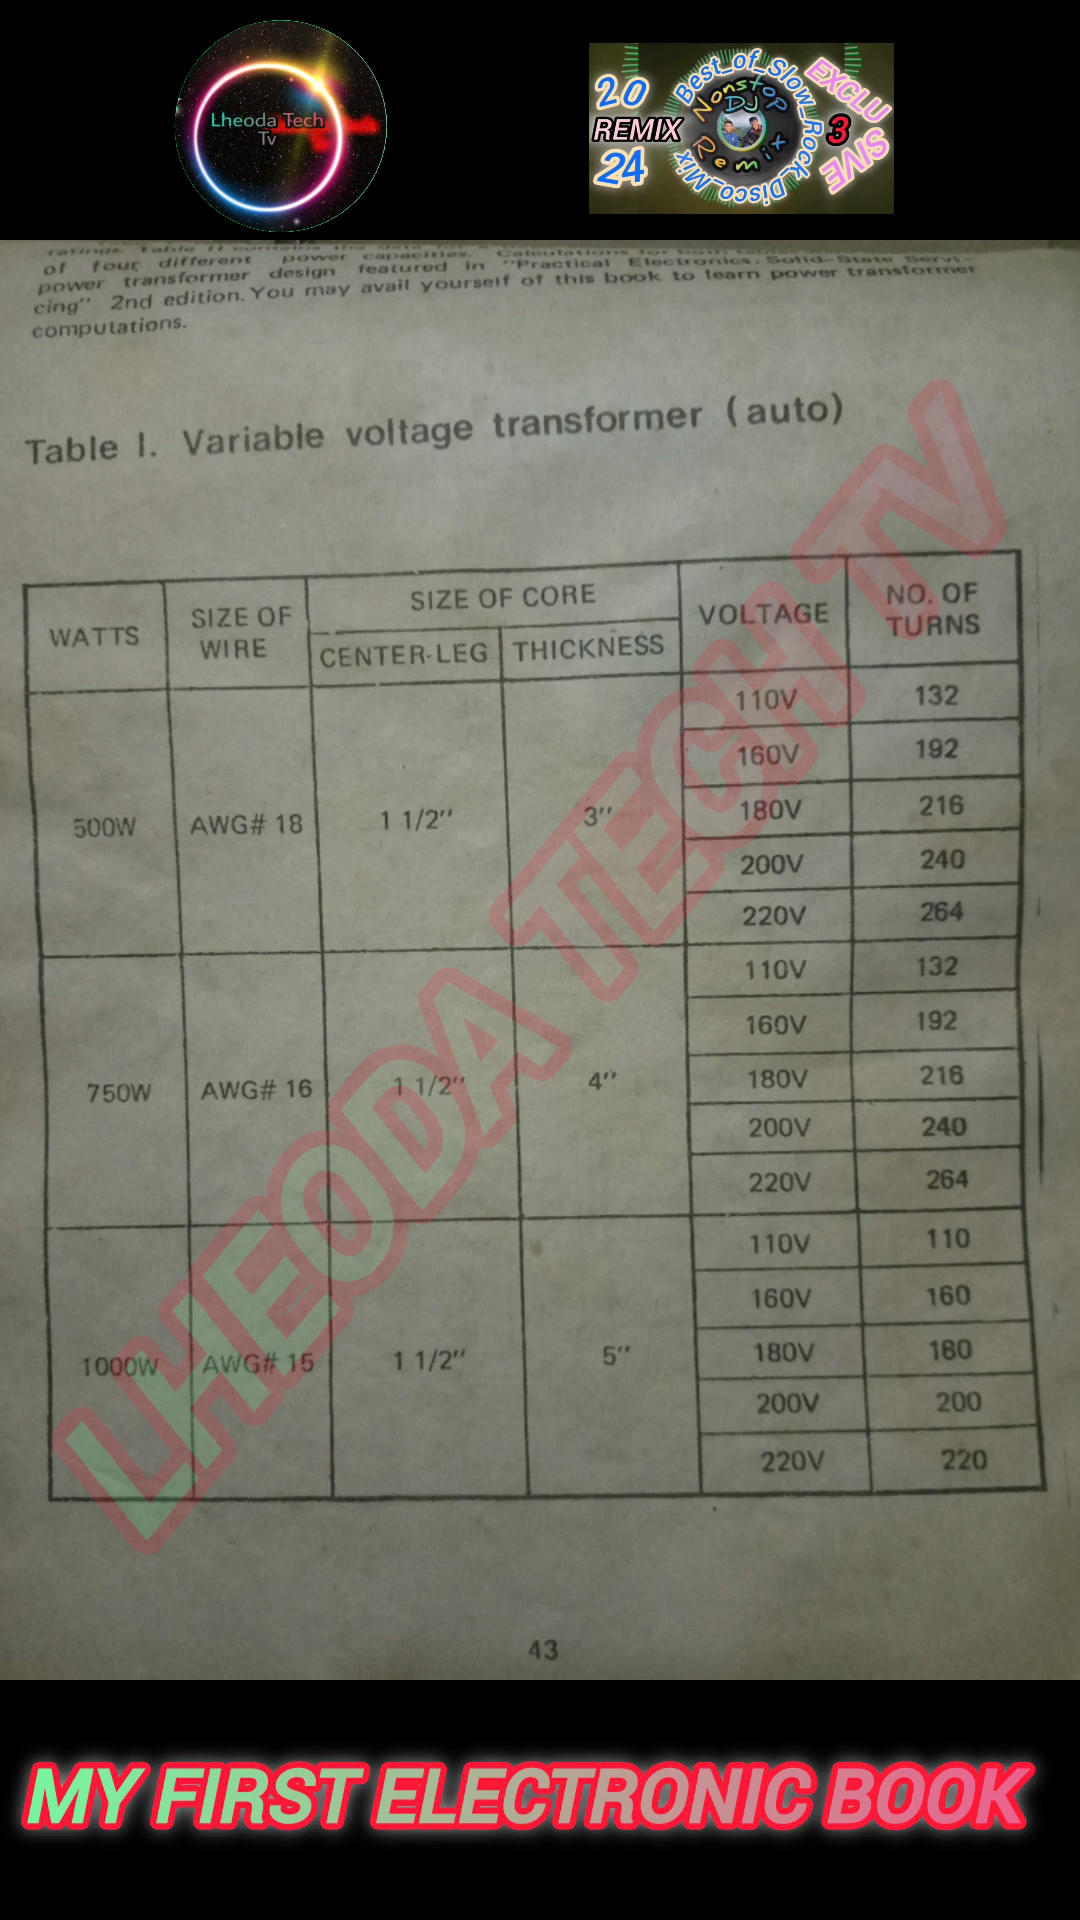 Lheoda Tech
Tv
20
REMIX
24
Best_of_Slow_Rock_Disco_Mix
Nonstop
DJ
Remix
EXCLU
3
SIVE
of four different power capacities. Calculations for
power transformer design featured in "Practical Electronics, Solid-State Servi-
cing" 2nd edition. You may avail yourself of this book to learn power transformer
computations.
Table I. Variable voltage transformer (auto)
WATTS
SIZE OF
WIRE
SIZE OF CORE
CENTER-LEG THICKNESS
VOLTAGE
NO. OF
TURNS
500W AWG# 18 1 1/2" 3"
110V 132
160V 192
180V 216
200V 240
220V 264
750W AWG# 16 1 1/2" 4"
110V 132
160V 192
180V 216
200V 240
220V 264
1000W AWG# 15 1 1/2" 5"
110V 110
160V 160
180V 180
200V 200
220V 220
LHEODA TECH TV
43
MY FIRST ELECTRONIC BOOK